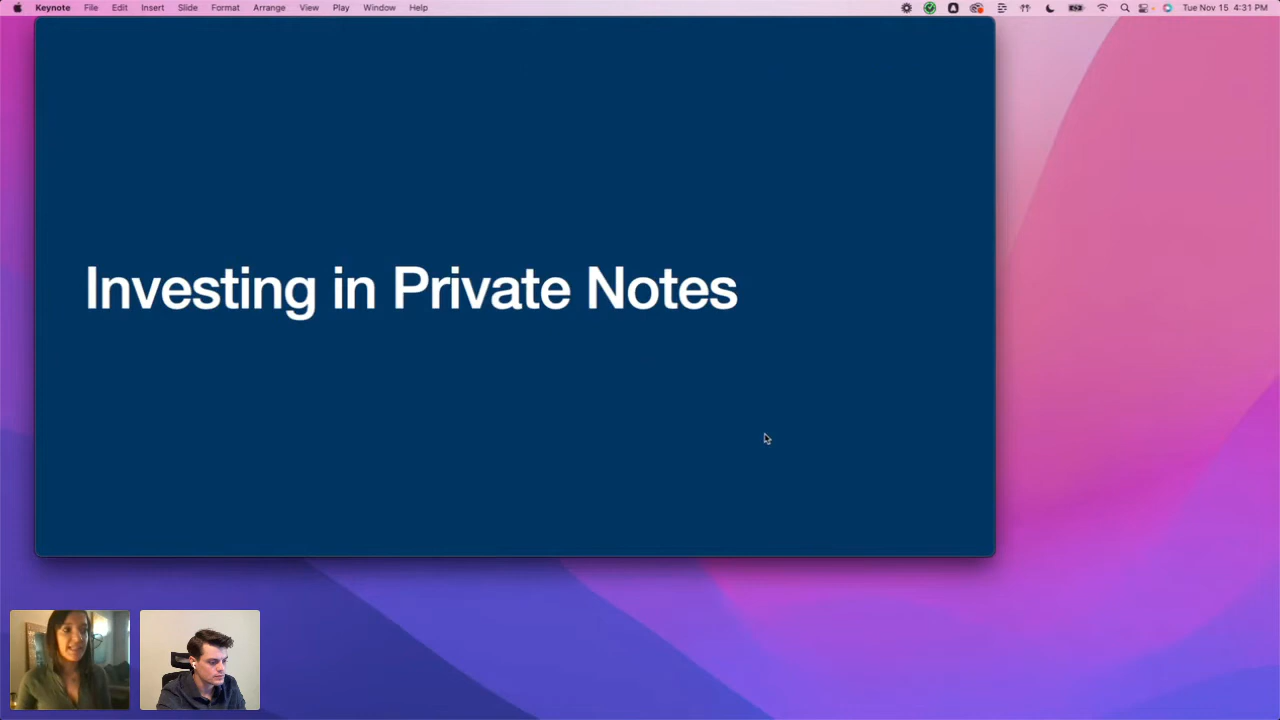 Keynote File Edit Insert Slide Format Arrange View Play Window Help Tue Nov 15 4:31 PM
Investing in Private Notes